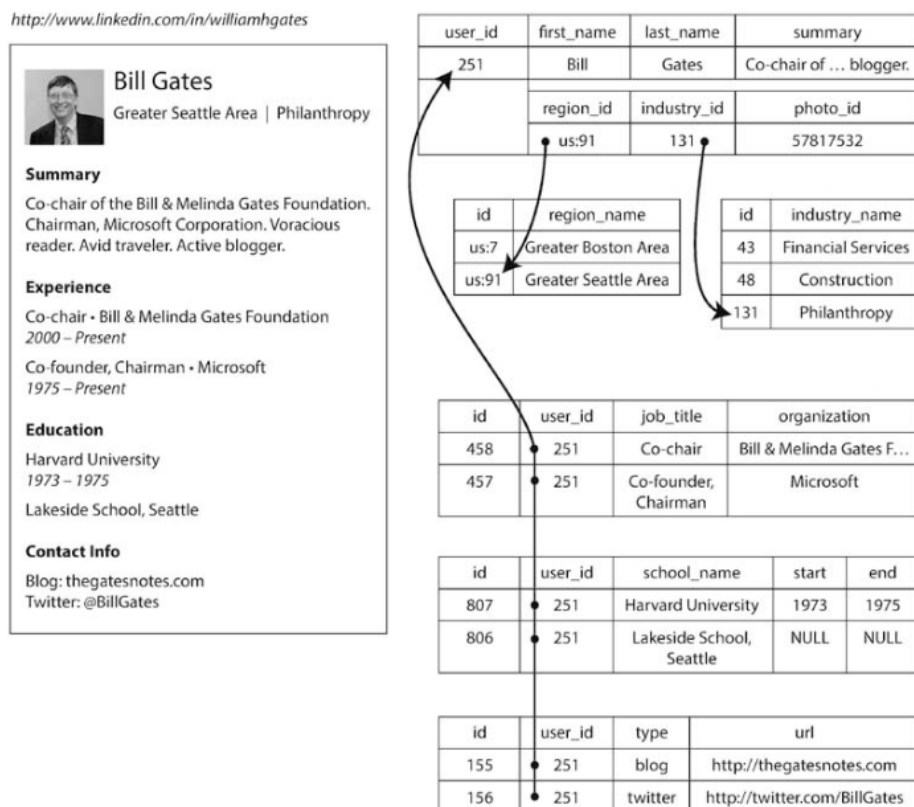 http://www.linkedin.com/in/williamhgates
Bill Gates
Greater Seattle Area | Philanthropy
Summary
Co-chair of the Bill & Melinda Gates Foundation.
Chairman, Microsoft Corporation. Voracious
reader. Avid traveler. Active blogger.
Experience
Co-chair • Bill & Melinda Gates Foundation
2000 – Present
Co-founder, Chairman • Microsoft
1975 – Present
Education
Harvard University
1973 – 1975
Lakeside School, Seattle
Contact Info
Blog: thegatesnotes.com
Twitter: @BillGates
user_id first_name last_name summary
251 Bill Gates Co-chair of … blogger.
region_id industry_id photo_id
us:91 131 57817532
id region_name
us:7 Greater Boston Area
us:91 Greater Seattle Area
id industry_name
43 Financial Services
48 Construction
131 Philanthropy
id user_id job_title organization
458 251 Co-chair Bill & Melinda Gates F…
457 251 Co-founder, Microsoft
Chairman
id user_id school_name start end
807 251 Harvard University 1973 1975
806 251 Lakeside School, NULL NULL
Seattle
id user_id type url
155 251 blog http://thegatesnotes.com
156 251 twitter http://twitter.com/BillGates